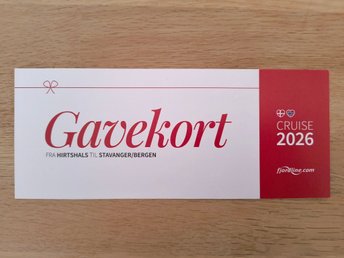 Gavekort
FRA HIRTSHALS TIL STAVANGER/BERGEN
CRUISE
2026
fjordline.com